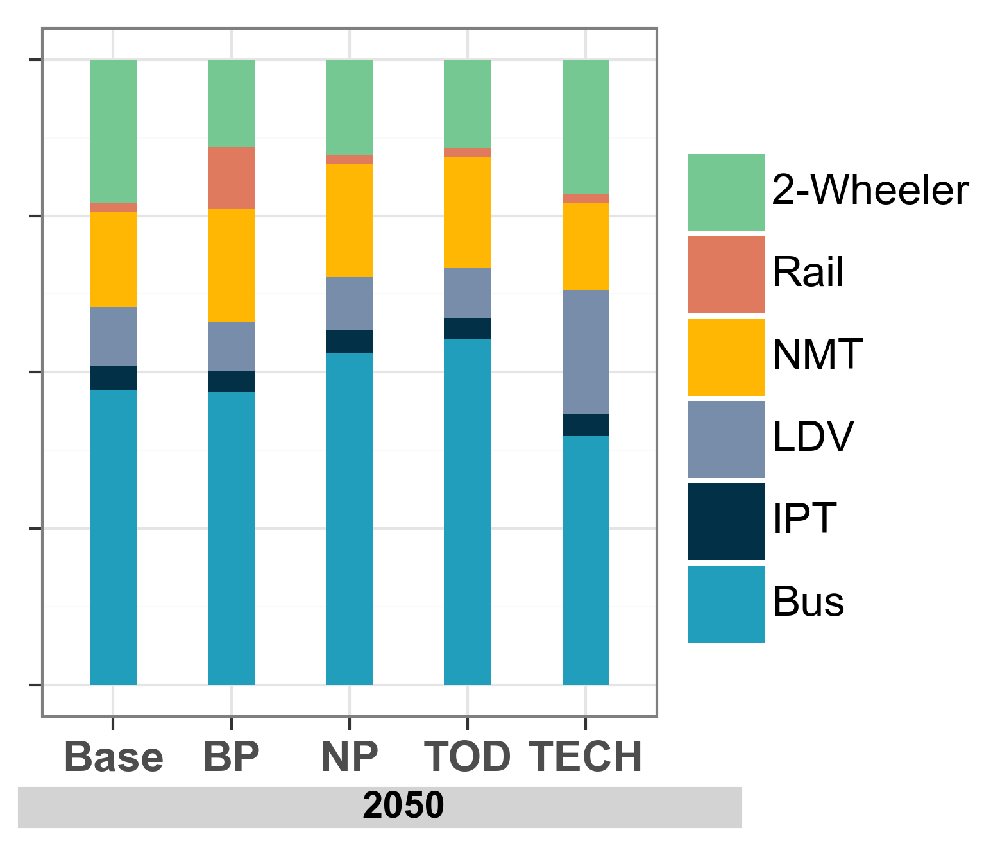 2-Wheeler
Rail
NMT
LDV
IPT
Bus
Base BP NP TOD TECH
2050